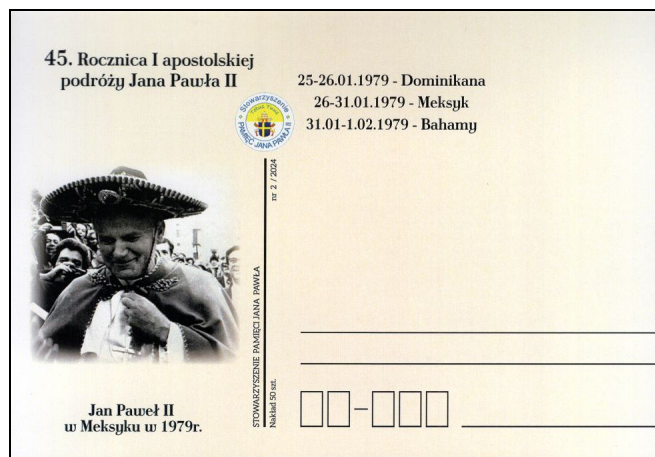 45. Rocznica I apostolskiej
podróży Jana Pawła II
25-26.01.1979 - Dominikana
26-31.01.1979 - Meksyk
31.01-1.02.1979 - Bahamy
Stowarzyszenie
Totus Tuus
PAMIĘĆ JANA PAWŁA II
nr 2 / 2024
STOWARZYSZENIE PAMIĘCI JANA PAWŁA
Nakład 50 szt.
Jan Paweł II
w Meksyku w 1979r.